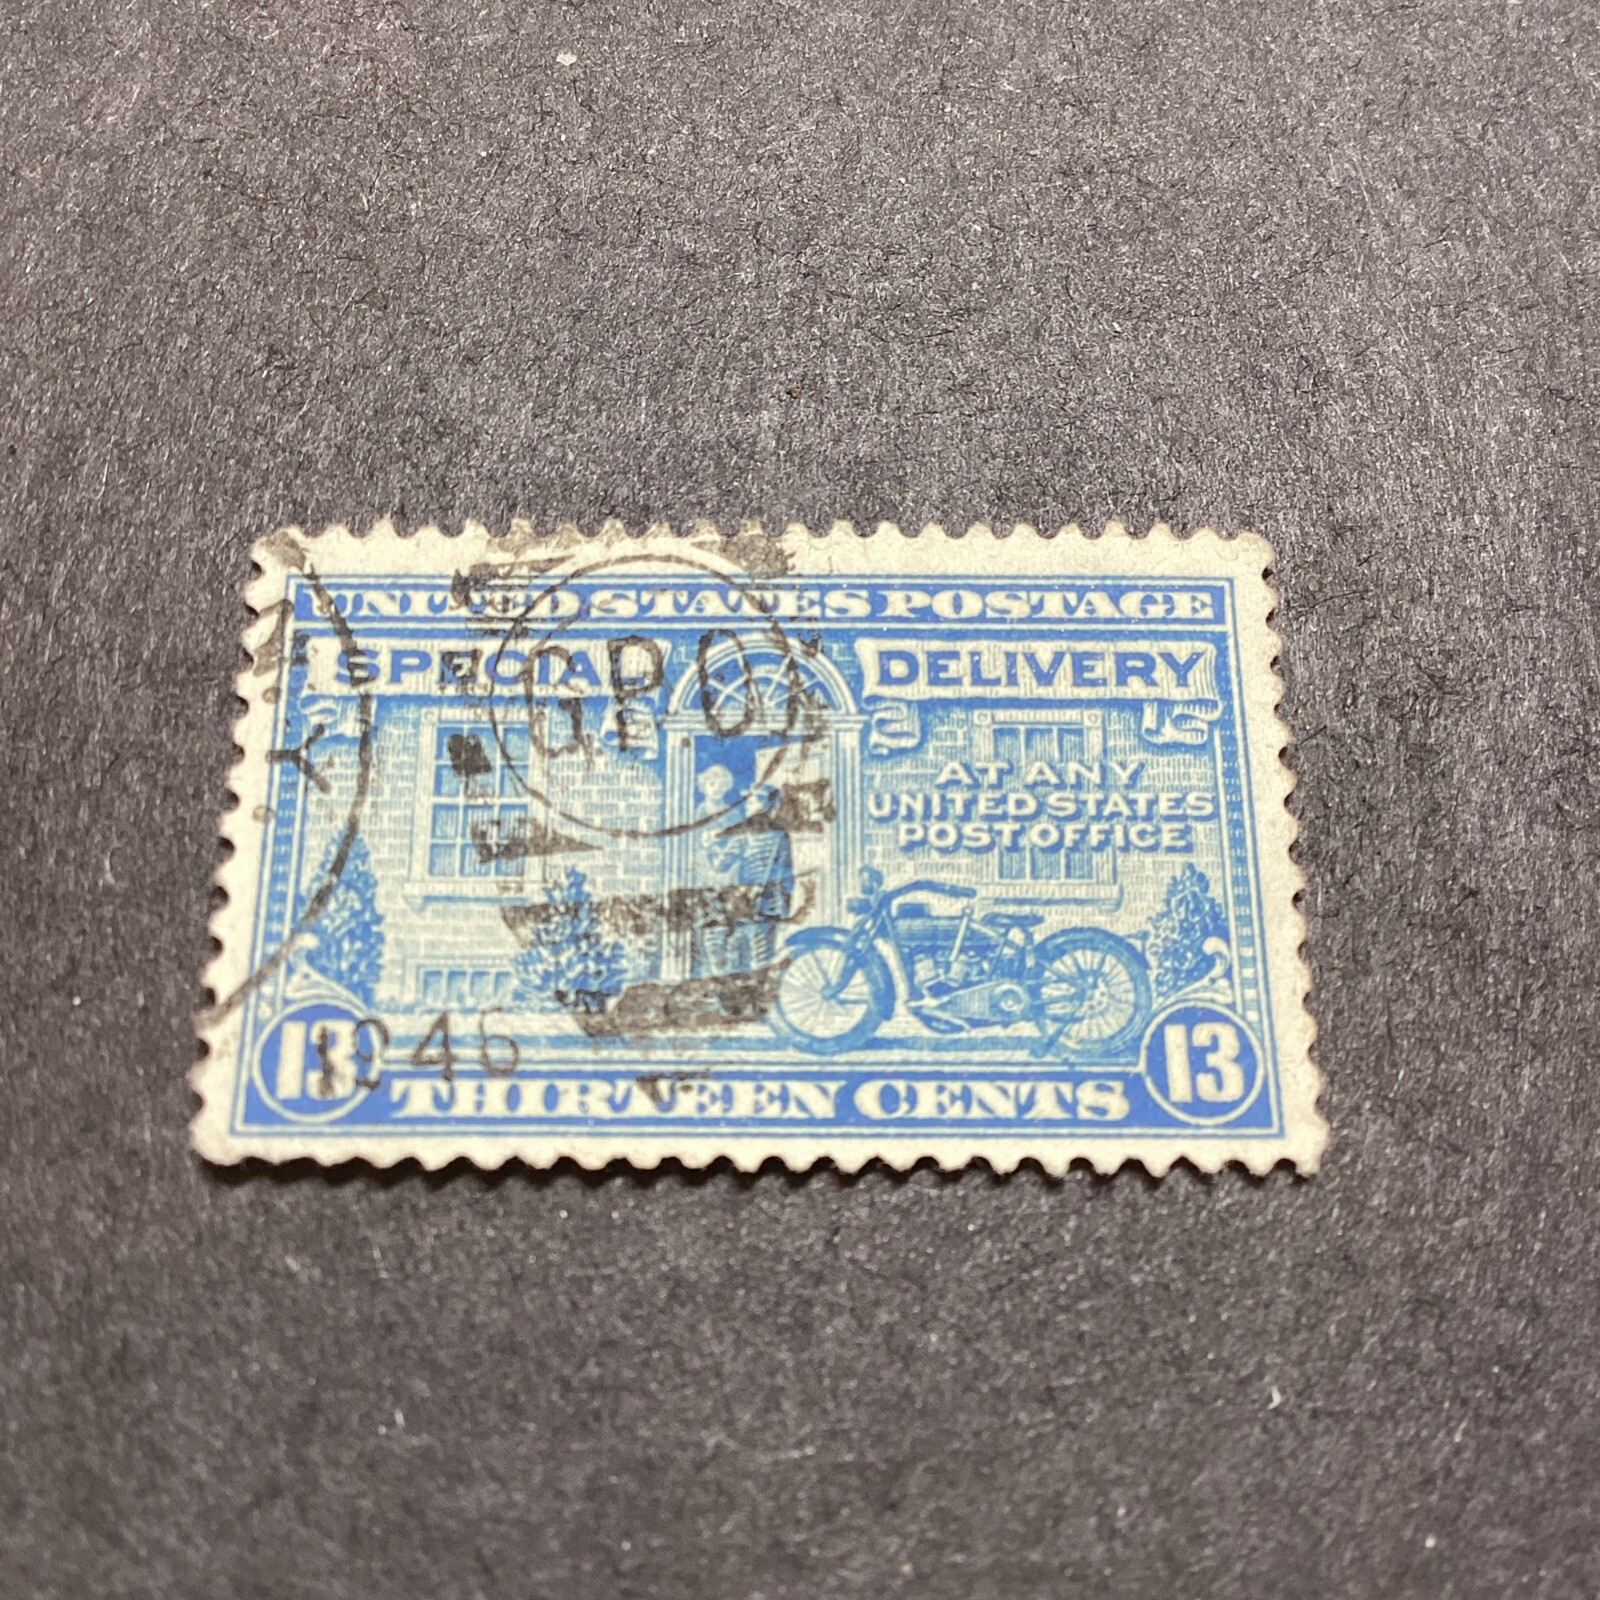 UNITED STATES POSTAGE
SPECIAL DELIVERY
G.P.O.
AT ANY
UNITED STATES
POST OFFICE
N.Y.
1946
13 THIRTEEN CENTS 13